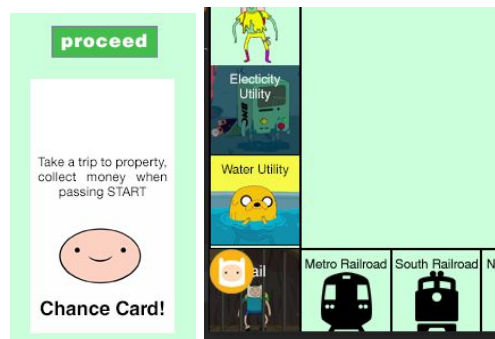 proceed
Take a trip to property,
collect money when
passing START
Chance Card!
Electicity
Utility
BMO
Water Utility
ail
Metro Railroad
South Railroad
N